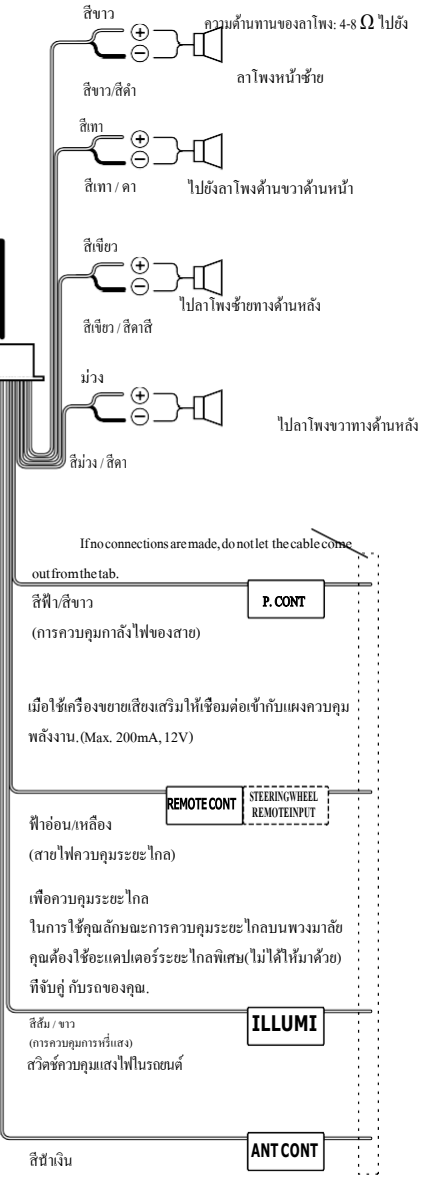 สีขาว
ความต้านทานของลาโพง: 4-8 Ω ไปยัง
ลาโพงหน้าซ้าย
สีขาว/สีดำ
สีเทา
สีเทา / ดา
ไปยังลาโพงด้านขวาด้านหน้า
สีเขียว
ไปลาโพงซ้ายทางด้านหลัง
สีเขียว / สีดาสี
ม่วง
ไปลาโพงขวาทางด้านหลัง
สีม่วง / สีดา
If no connections are made, do not let the cable come
out from the tab.
สีฟ้า/สีขาว
P. CONT
(การควบคุมกาลังไฟของสาย)
เมือใช้เครืองขยายเสียงเสริมให้เชือมต่อเข้ากับแผงควบคุม
พลังงาน.(Max. 200mA, 12V)
REMOTE CONT
STEERING WHEEL
REMOTE INPUT
ฟ้าอ่อน/เหลือง
(สายไฟควบคุมระยะไกล)
เพือควบคุมระยะไกล
ในการใช้คุณลักษณะการควบคุมระยะไกลบนพวงมาลัย
คุณต้องใช้อะแดปเตอร์ระยะไกลพิเศษ(ไม่ได้ให้มาด้วย)
ทีจับคู่ กับรถของคุณ.
สีส้ม / ขาว
ILLUMI
(การควบคุมการหรีแสง)
สวิตช์ควบคุมแสงไฟในรถยนต์
ANT CONT
สีน้าเงิน